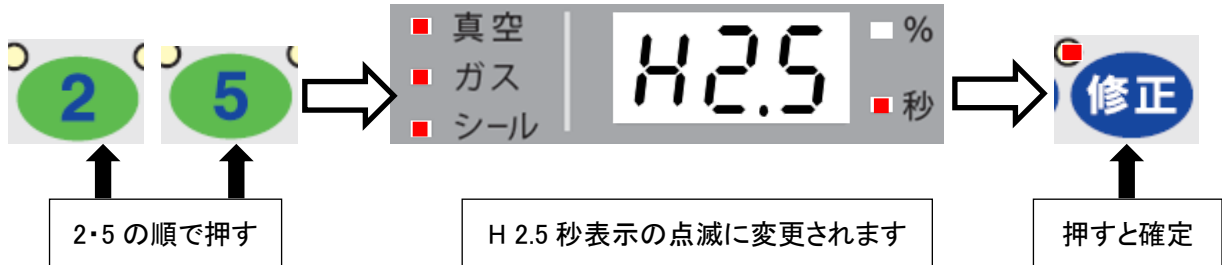 2
5
真空
ガス
シール
H2.5
%
秒
修正
2・5 の順で押す
H 2.5 秒表示の点滅に変更されます
押すと確定